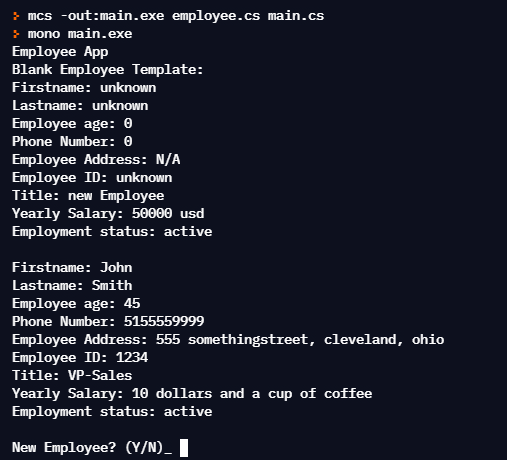 > mcs -out:main.exe employee.cs main.cs
> mono main.exe
Employee App
Blank Employee Template:
Firstname: unknown
Lastname: unknown
Employee age: 0
Phone Number: 0
Employee Address: N/A
Employee ID: unknown
Title: new Employee
Yearly Salary: 50000 usd
Employment status: active

Firstname: John
Lastname: Smith
Employee age: 45
Phone Number: 5155559999
Employee Address: 555 somethingstreet, cleveland, ohio
Employee ID: 1234
Title: VP-Sales
Yearly Salary: 10 dollars and a cup of coffee
Employment status: active

New Employee? (Y/N)_